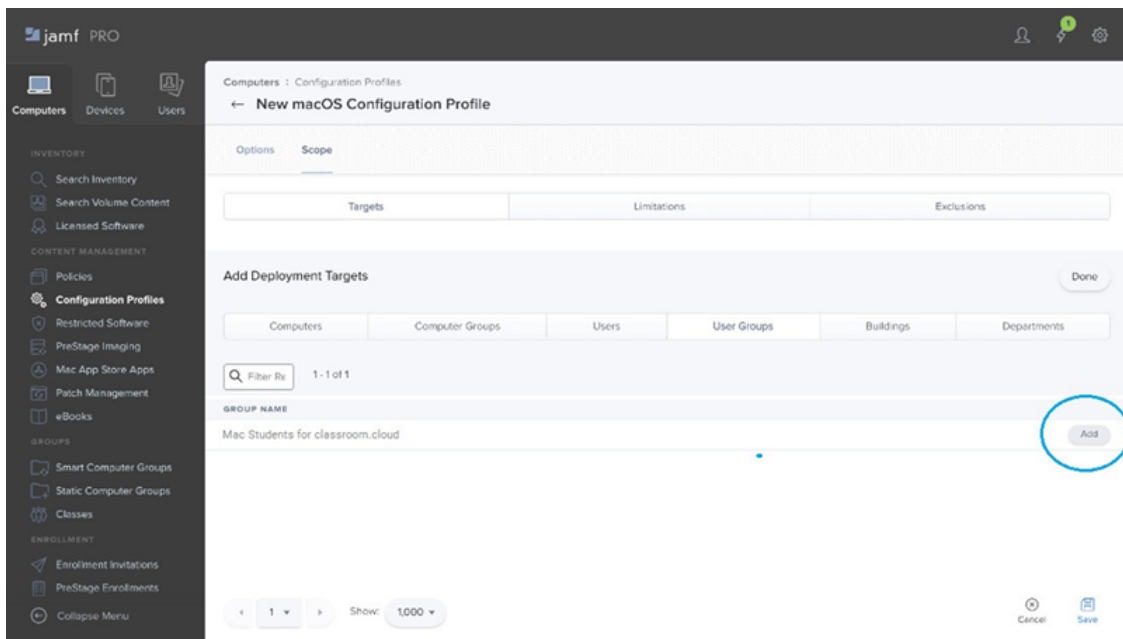 jamf PRO
1
Computers
Devices
Users
INVENTORY
Search Inventory
Search Volume Content
Licensed Software
CONTENT MANAGEMENT
Policies
Configuration Profiles
Restricted Software
PreStage Imaging
Mac App Store Apps
Patch Management
eBooks
GROUPS
Smart Computer Groups
Static Computer Groups
Classes
ENROLLMENT
Enrollment Invitations
PreStage Enrollments
Collapse Menu
Computers : Configuration Profiles
← New macOS Configuration Profile
Options Scope
Targets Limitations Exclusions
Add Deployment Targets Done
Computers Computer Groups Users User Groups Buildings Departments
Filter Re 1 - 1 of 1
GROUP NAME
Mac Students for classroom.cloud Add
1 Show: 1,000
Cancel Save